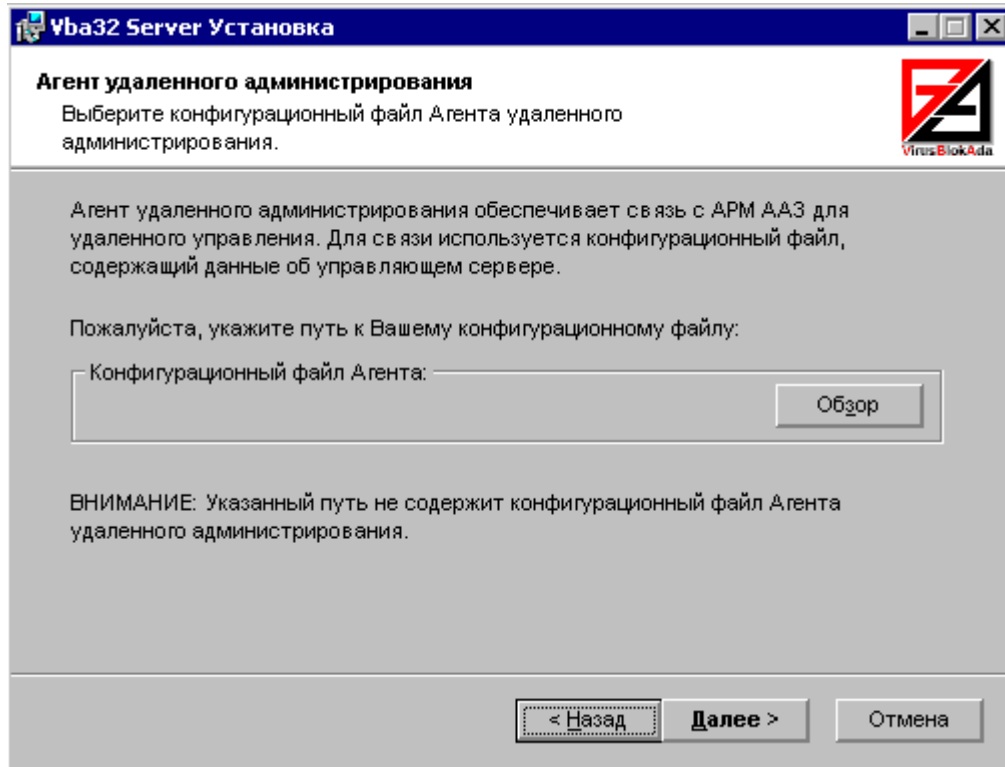 Vba32 Server Установка
Агент удаленного администрирования
Выберите конфигурационный файл Агента удаленного
администрирования.
VirusBlokAda
Агент удаленного администрирования обеспечивает связь с АРМ ААЗ для
удаленного управления. Для связи используется конфигурационный файл,
содержащий данные об управляющем сервере.
Пожалуйста, укажите путь к Вашему конфигурационному файлу:
Конфигурационный файл Агента:
Обзор
ВНИМАНИЕ: Указанный путь не содержит конфигурационный файл Агента
удаленного администрирования.
< Назад
Далее >
Отмена